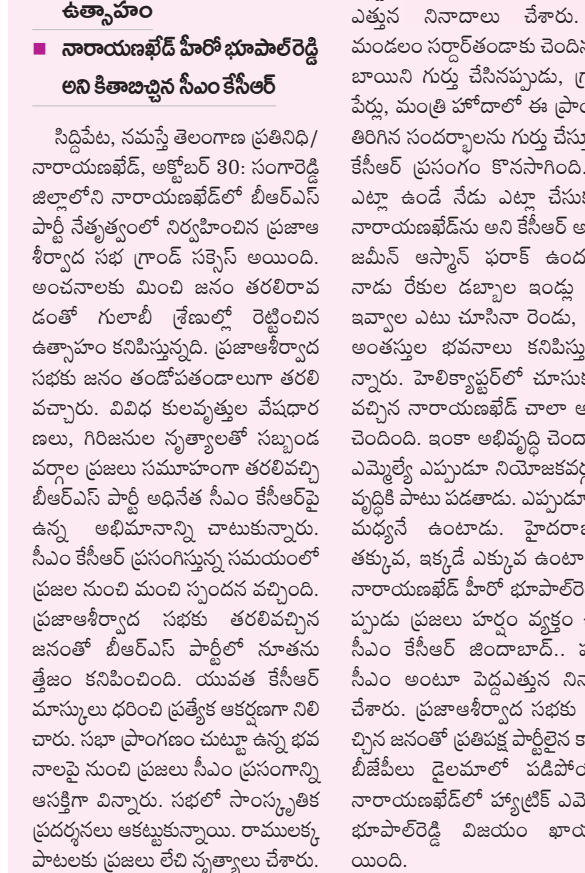 ఉత్సాహం
■ నారాయణఖేడ్ హీరో భూపాల్‌రెడ్డి
అని కితాబిచ్చిన సీఎం కేసీఆర్
సిద్దిపేట, నమస్తే తెలంగాణ ప్రతినిధి/
నారాయణఖేడ్, అక్టోబర్ 30: సంగారెడ్డి
జిల్లాలోని నారాయణఖేడ్‌లో బీఆర్ఎస్
పార్టీ నేతృత్వంలో నిర్వహించిన ప్రజాఆ
శీర్వాద సభ గ్రాండ్ సక్సెస్ అయింది.
అంచనాలకు మించి జనం తరలిరావ
డంతో గులాబీ శ్రేణుల్లో రెట్టించిన
ఉత్సాహం కనిపిస్తున్నది. ప్రజాఆశీర్వాద
సభకు జనం తండోపతండాలుగా తరలి
వచ్చారు. వివిధ కులవృత్తుల వేషధార
ణలు, గిరిజనుల నృత్యాలతో సబ్బండ
వర్గాల ప్రజలు సమూహంగా తరలివచ్చి
బీఆర్ఎస్ పార్టీ అధినేత సీఎం కేసీఆర్‌పై
ఉన్న అభిమానాన్ని చాటుకున్నారు.
సీఎం కేసీఆర్ ప్రసంగిస్తున్న సమయంలో
ప్రజల నుంచి మంచి స్పందన వచ్చింది.
ప్రజాఆశీర్వాద సభకు తరలివచ్చిన
జనంతో బీఆర్ఎస్ పార్టీలో నూతను
త్తేజం కనిపించింది. యువత కేసీఆర్
మాస్కులు ధరించి ప్రత్యేక ఆకర్షణగా నిలి
చారు. సభా ప్రాంగణం చుట్టూ ఉన్న భవ
నాలపై నుంచి ప్రజలు సీఎం ప్రసంగాన్ని
ఆసక్తిగా విన్నారు. సభలో సాంస్కృతిక
ప్రదర్శనలు ఆకట్టుకున్నాయి. రాములక్క
పాటలకు ప్రజలు లేచి నృత్యాలు చేశారు.
ఎత్తున నినాదాలు చేశారు.
మండలం సర్దార్‌తండాకు చెందిన
బాయిని గుర్తు చేసినప్పుడు,
పేర్లు, మంత్రి హోదాలో ఈ
తిరిగిన సందర్భాలను గుర్తు
కేసీఆర్ ప్రసంగం కొనసాగింది.
ఎట్లా ఉండే నేడు ఎట్లా
నారాయణఖేడ్‌ను అని కేసీఆర్
జమీన్ ఆస్మాన్ ఫరాక్
నాడు రేకుల డబ్బాల ఇండ్లు
ఇవ్వాల ఎటు చూసినా రెండు,
అంతస్తుల భవనాలు
న్నారు. హెలిక్యాప్టర్‌లో
వచ్చిన నారాయణఖేడ్ చాలా
చెందింది. ఇంకా అభివృద్ధి
ఎమ్మెల్యే ఎప్పుడూ
వృద్ధికి పాటు పడతాడు.
మధ్యనే ఉంటాడు.
తక్కువ, ఇక్కడే ఎక్కువ
నారాయణఖేడ్ హీరో
ప్పుడు ప్రజలు హర్షం వ్యక్తం
సీఎం కేసీఆర్ జిందాబాద్..
సీఎం అంటూ పెద్దఎత్తున
చేశారు. ప్రజాఆశీర్వాద సభకు
చ్చిన జనంతో ప్రతిపక్ష పార్టీలైన
బీజేపీలు డైలమాలో
నారాయణఖేడ్‌లో హ్యాట్రిక్
భూపాల్‌రెడ్డి విజయం
యింది.